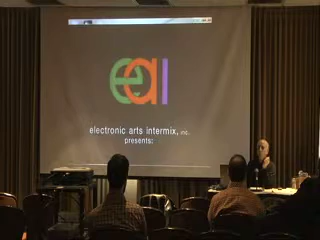 eai
electronic arts intermix, inc.
presents: